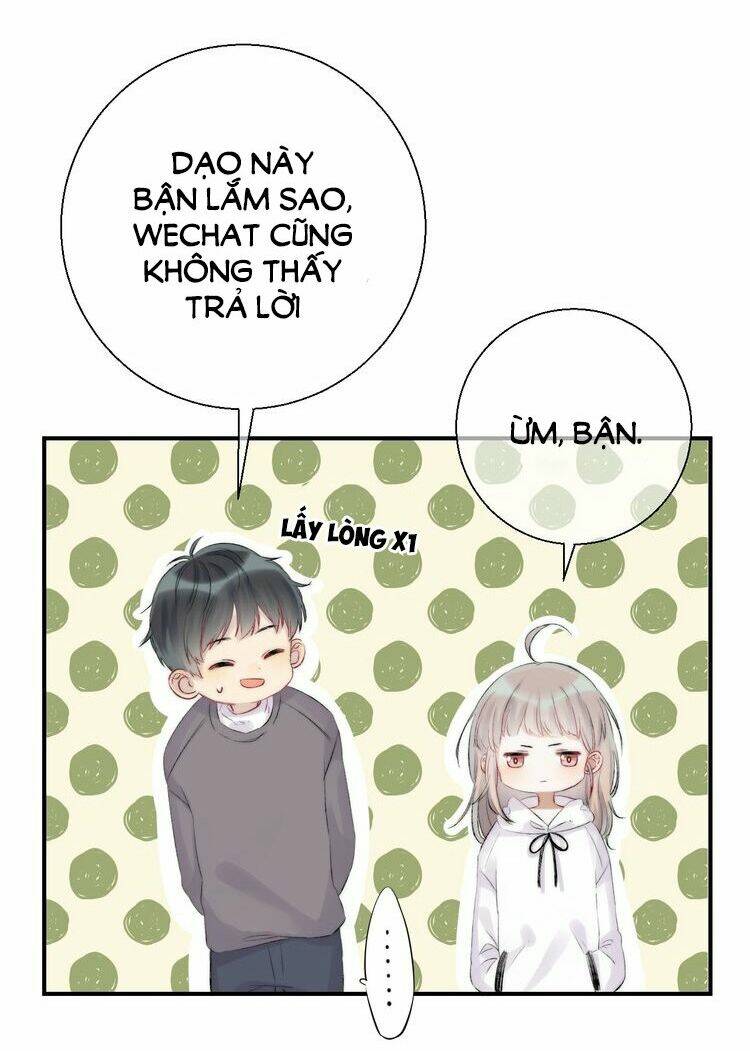 DẠO NÀY
BẬN LẮM SAO,
WECHAT CŨNG
KHÔNG THẤY
TRẢ LỜI
ỪM, BẬN.
LẤY LÒNG X1
......